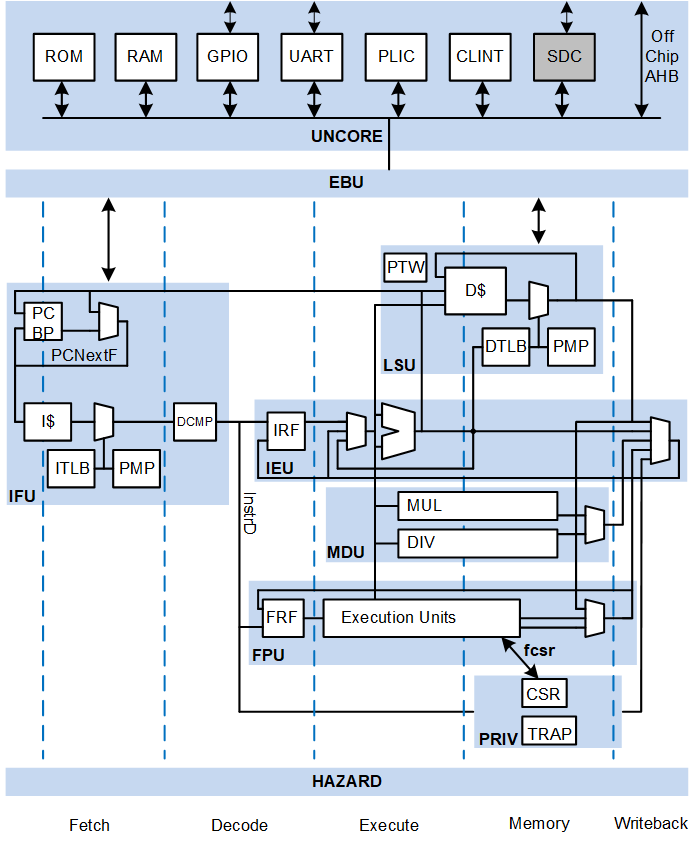 ROM RAM GPIO UART PLIC CLINT SDC
Off
Chip
AHB
UNCORE
EBU
PTW
D$
PC
BP
PCNextF
DTLB
PMP
LSU
I$
DCMP
IRF
ITLB
PMP
IEU
IFU
InstrD
MUL
DIV
MDU
FRF
Execution Units
FPU
fcsr
CSR
TRAP
PRIV
HAZARD
Fetch Decode Execute Memory Writeback